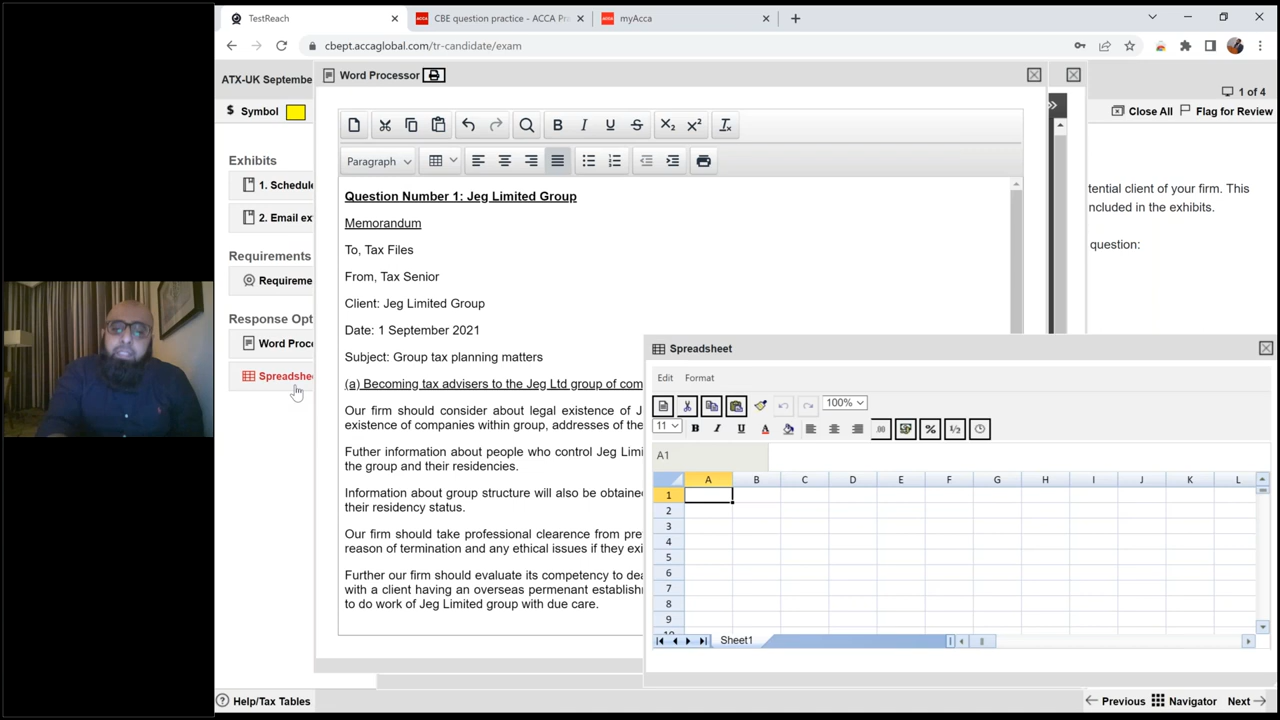 TestReach
CBE question practice - ACCA Pr
myAcca
cbept.accaglobal.com/tr-candidate/exam
ATX-UK Septembe
Word Processor
1 of 4
$ Symbol
Close All
Flag for Review
Exhibits
1. Schedule
2. Email ex
Requirements
Requireme
Response Opt
Word Proce
Spreadshe
Paragraph
Question Number 1: Jeg Limited Group
Memorandum
To, Tax Files
From, Tax Senior
Client: Jeg Limited Group
Date: 1 September 2021
Subject: Group tax planning matters
(a) Becoming tax advisers to the Jeg Ltd group of com
Our firm should consider about legal existence of J
existence of companies within group, addresses of the
Futher information about people who control Jeg Limi
the group and their residencies.
Information about group structure will also be obtaine
their residency status.
Our firm should take professional clearence from pre
reason of termination and any ethical issues if they exi
Further our firm should evaluate its competency to dea
with a client having an overseas permenant establish
to do work of Jeg Limited group with due care.
tential client of your firm. This
ncluded in the exhibits.
question:
Spreadsheet
Edit Format
100%
11 B I U A .00 % 1/2
A1
A B C D E F G H I J K L
1
2
3
4
5
6
7
8
9
Sheet1
Help/Tax Tables
Previous
Navigator
Next